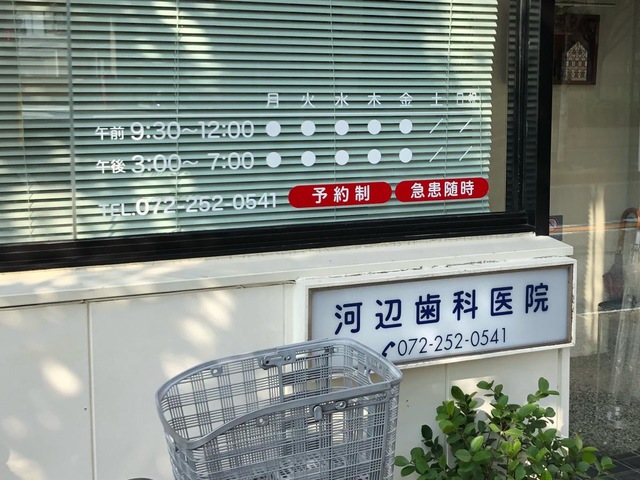 月 火 水 木 金 土 日・祝
午前 9:30〜12:00 ● ● ● ● ● ／ ／
午後 3:00〜 7:00 ● ● ● ● ● ／ ／
TEL.072-252-0541 予約制 急患随時
河辺歯科医院
072-252-0541